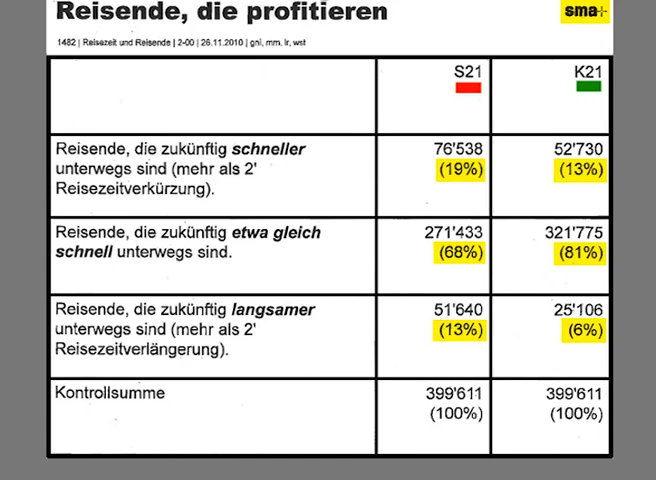 Reisende, die profitieren
sma+
1482 | Reisezeit und Reisende | 2-00 | 26.11.2010 | gni, mm, lr, wst
S21 K21
Reisende, die zukünftig schneller 76'538 52'730
unterwegs sind (mehr als 2' (19%) (13%)
Reisezeitverkürzung).
Reisende, die zukünftig etwa gleich 271'433 321'775
schnell unterwegs sind. (68%) (81%)
Reisende, die zukünftig langsamer 51'640 25'106
unterwegs sind (mehr als 2' (13%) (6%)
Reisezeitverlängerung).
Kontrollsumme 399'611 399'611
(100%) (100%)